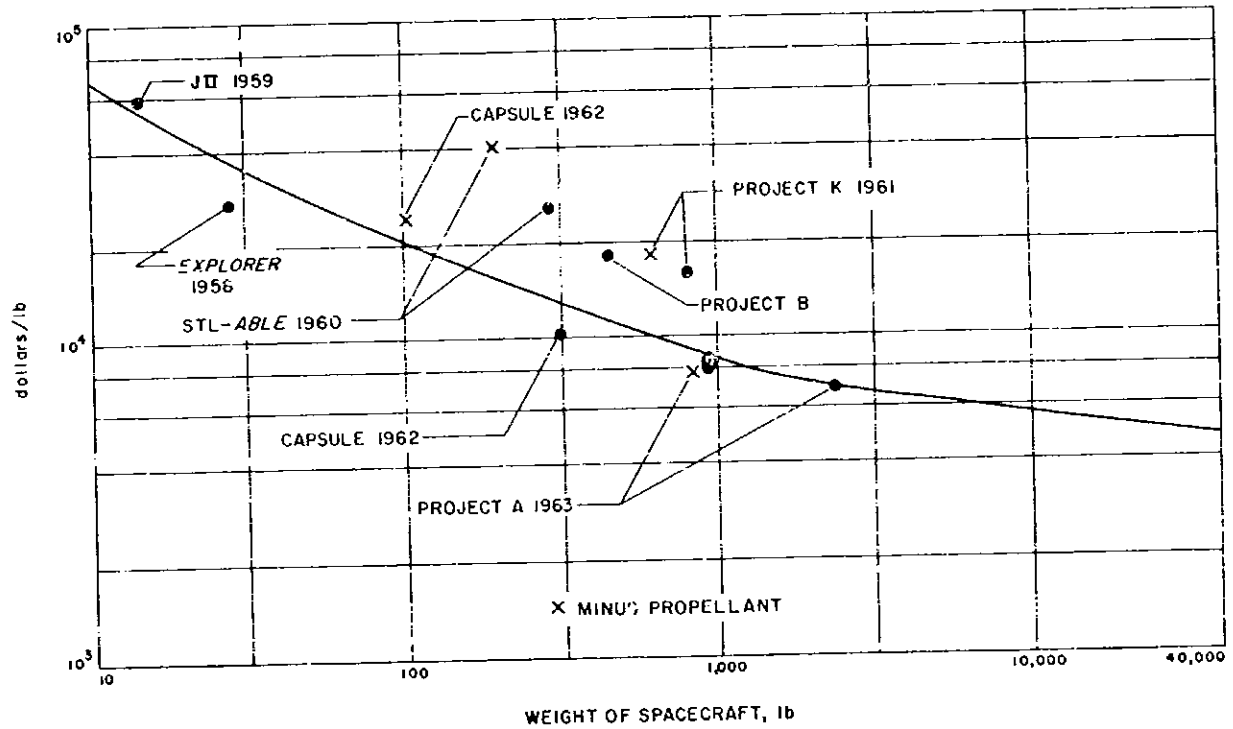 10⁵
JII 1959
CAPSULE 1962
PROJECT K 1961
EXPLORER
1958
PROJECT B
STL-ABLE 1960
dollars/lb
10⁴
CAPSULE 1962
PROJECT A 1963
X MINUS PROPELLANT
10³
10 100 1,000 10,000 40,000
WEIGHT OF SPACECRAFT, lb